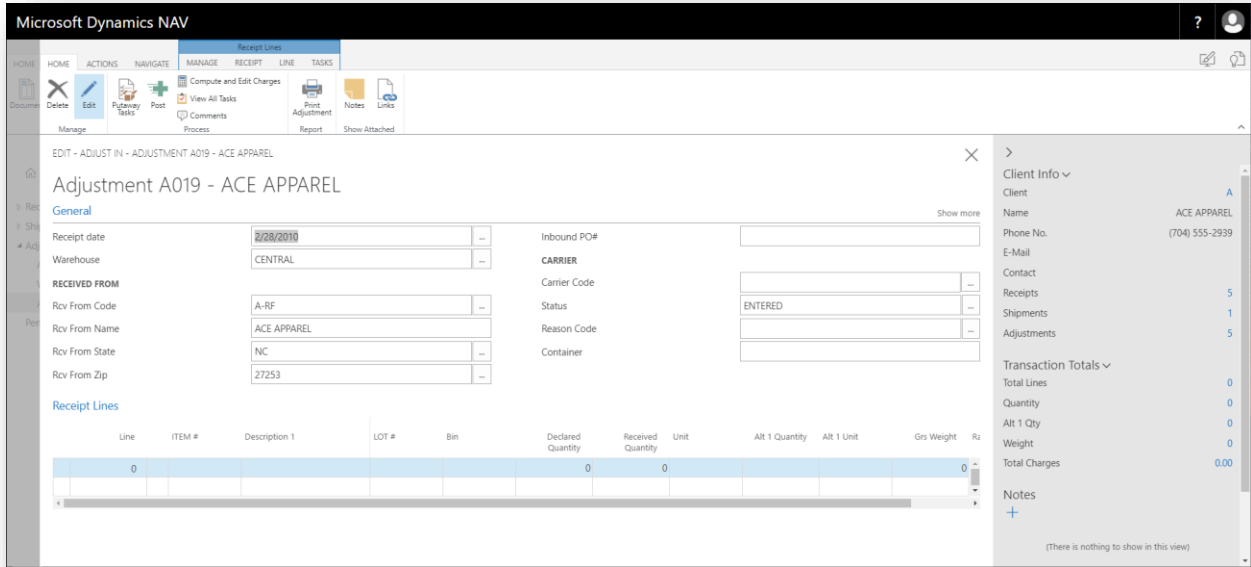 Microsoft Dynamics NAV
?
Receipt Lines
HOME HOME ACTIONS NAVIGATE MANAGE RECEIPT LINE TASKS
Delete
Edit
Putaway Tasks
Post
Compute and Edit Charges
View All Tasks
Comments
Print Adjustment
Notes
Links
Manage
Process
Report
Show Attached
EDIT - ADJUST IN - ADJUSTMENT A019 - ACE APPAREL
Adjustment A019 - ACE APPAREL
General
Show more
Receipt date 2/28/2010 ...
Warehouse CENTRAL ...
RECEIVED FROM
Rcv From Code A-RF ...
Rcv From Name ACE APPAREL
Rcv From State NC ...
Rcv From Zip 27253 ...
Inbound PO#
CARRIER
Carrier Code ...
Status ENTERED ...
Reason Code ...
Container
Receipt Lines
Line ITEM # Description 1 LOT # Bin Declared Quantity Received Quantity Unit Alt 1 Quantity Alt 1 Unit Grs Weight
0 0 0 0
Client Info
Client A
Name ACE APPAREL
Phone No. (704) 555-2939
E-Mail
Contact
Receipts 5
Shipments 1
Adjustments 5
Transaction Totals
Total Lines 0
Quantity 0
Alt 1 Qty 0
Weight 0
Total Charges 0.00
Notes
(There is nothing to show in this view)